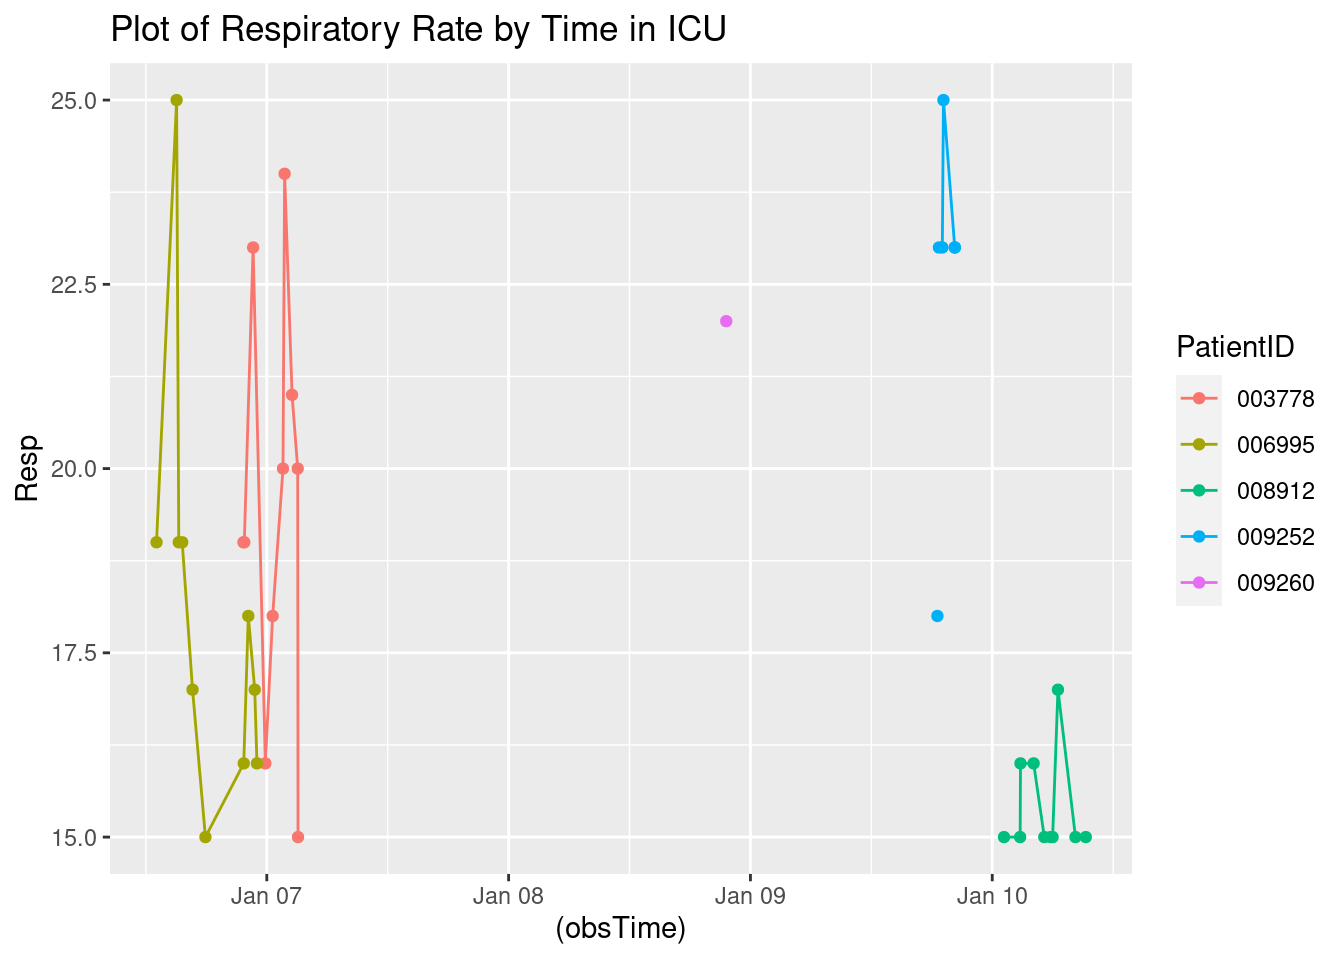 Plot of Respiratory Rate by Time in ICU
25.0
22.5
20.0
17.5
15.0
Resp
Jan 07
Jan 08
Jan 09
Jan 10
(obsTime)
PatientID
003778
006995
008912
009252
009260